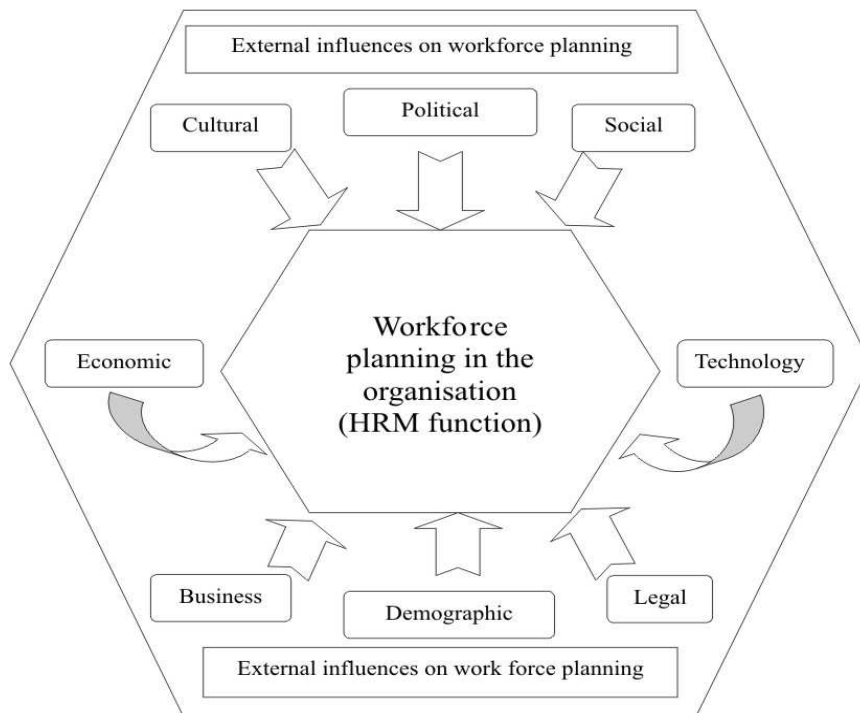 External influences on workforce planning
Cultural
Political
Social
Economic
Workforce
planning in the
organisation
(HRM function)
Technology
Business
Demographic
Legal
External influences on work force planning